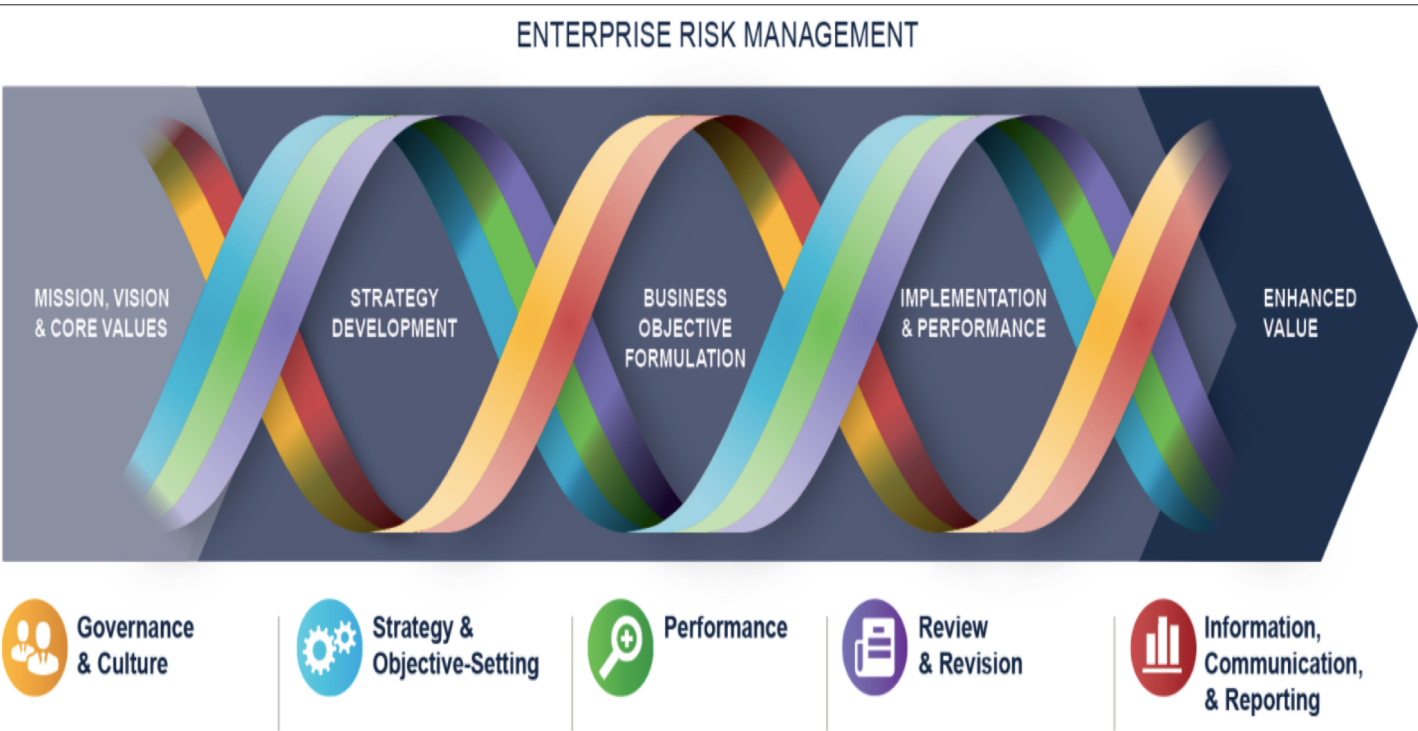 ENTERPRISE RISK MANAGEMENT
MISSION, VISION
& CORE VALUES
STRATEGY
DEVELOPMENT
BUSINESS
OBJECTIVE
FORMULATION
IMPLEMENTATION
& PERFORMANCE
ENHANCED
VALUE
Governance
& Culture
Strategy &
Objective-Setting
Performance
Review
& Revision
Information,
Communication,
& Reporting